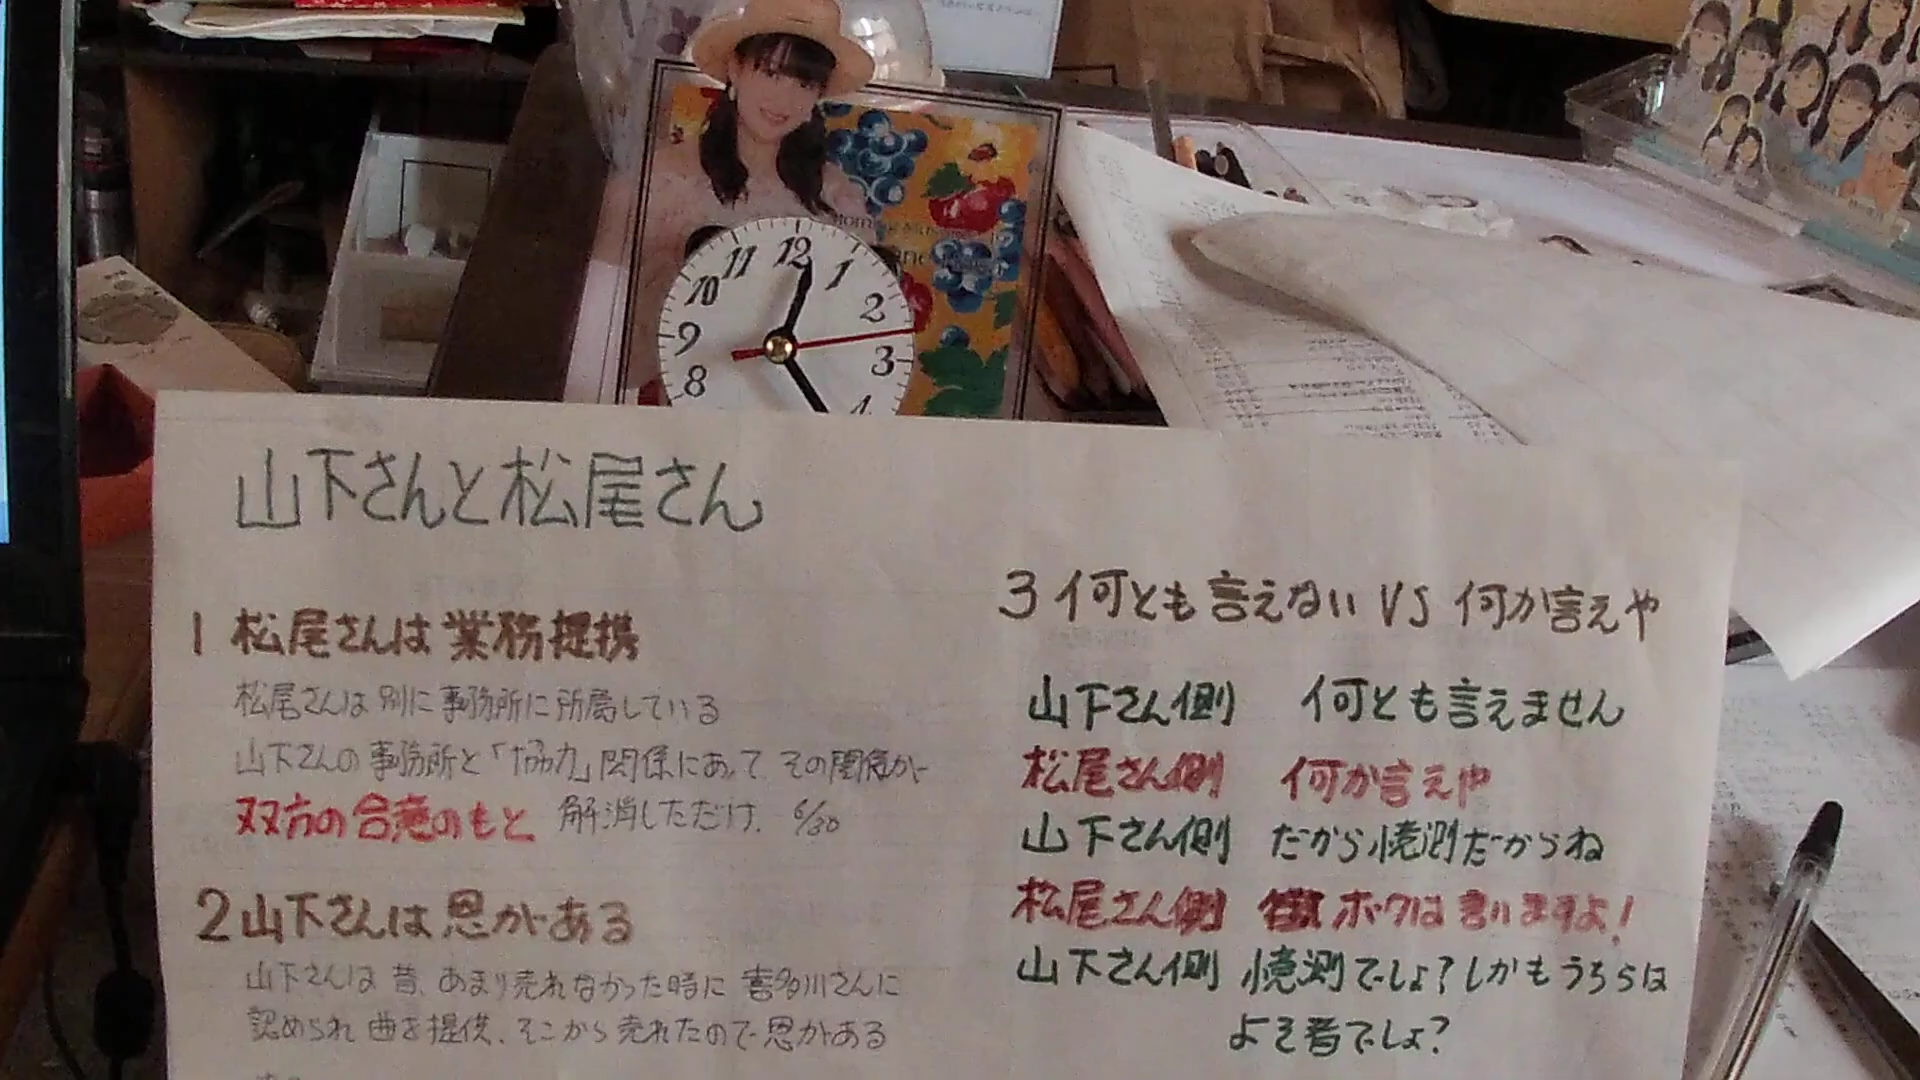 山下さんと松尾さん
1 松尾さんは業務提携
松尾さんは別に事務所に所属している
山下さんの事務所と「協力」関係にあって その関係が
双方の合意のもと 解消しただけ. 6/30
2 山下さんは恩がある
山下さんは昔、あまり売れなかった時に 喜多川さんに
認められ 曲を提供、そこから売れたので恩がある
3 何とも言えない VS 何か言えや
山下さん側 何とも言えません
松尾さん側 何か言えや
山下さん側 だから憶測だからね
松尾さん側 ボクは言いますよ!
山下さん側 憶測でしょ?しかもうちらは
よそ者でしょ?
12
11
1
10
2
9
3
8
4